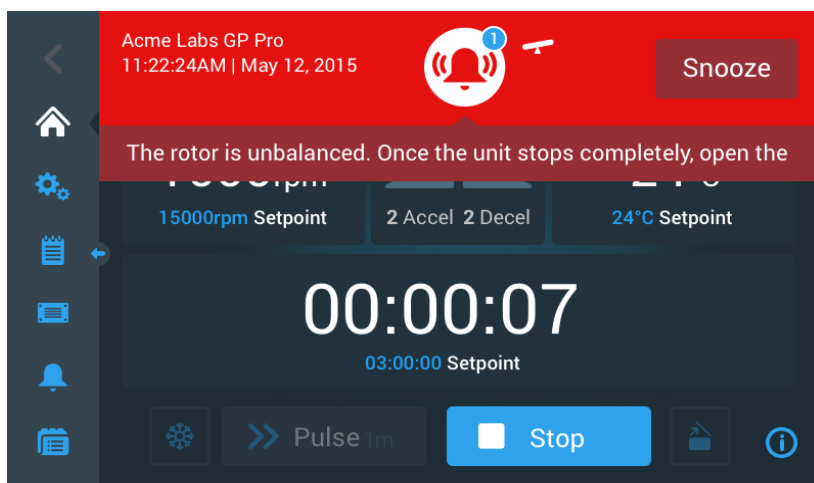 Acme Labs GP Pro
1
11:22:24AM | May 12, 2015
Snooze
The rotor is unbalanced. Once the unit stops completely, open the
rpm
15000rpm Setpoint
2 Accel 2 Decel
24°C Setpoint
00:00:07
03:00:00 Setpoint
Pulse 1m
Stop